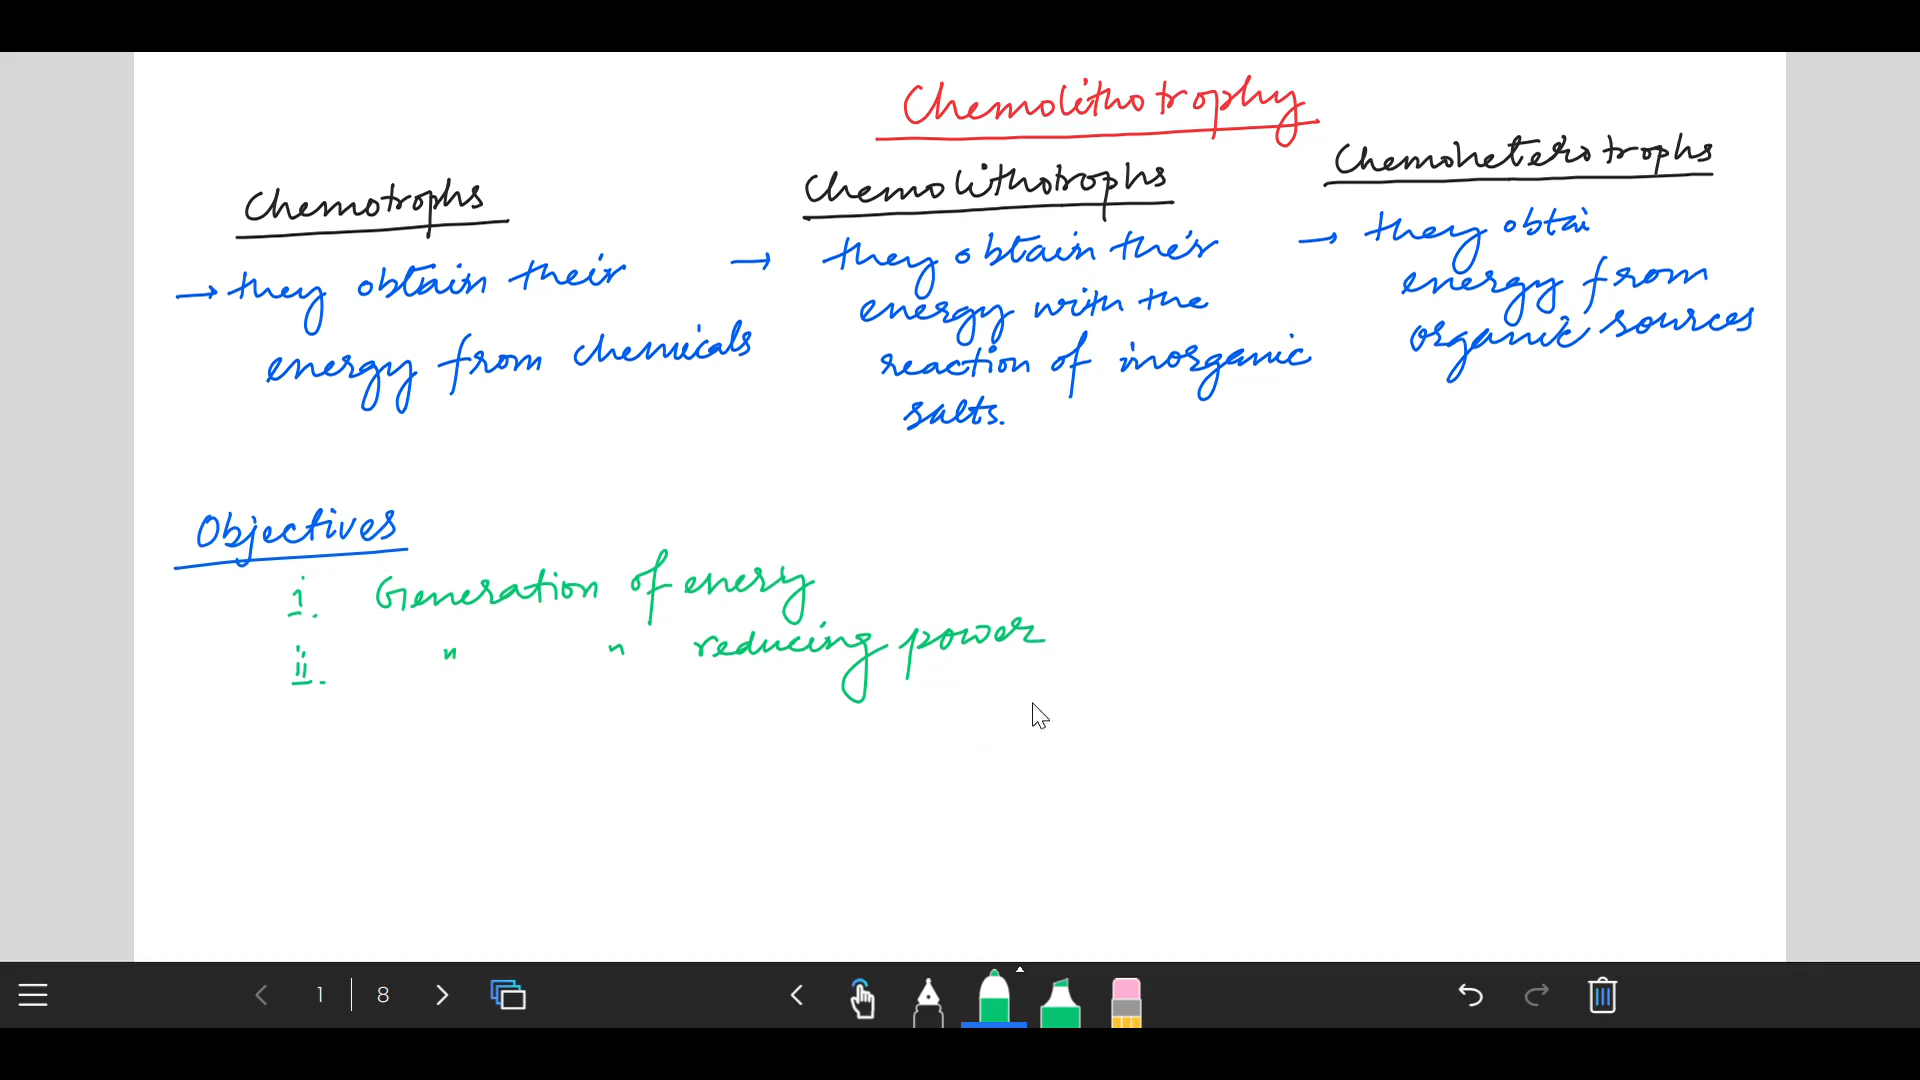 Chemolithotrophy
Chemotrophs
→ they obtain their
energy from chemicals
Chemolithotrophs
→ they obtain their
energy with the
reaction of inorganic
salts.
Chemoheterotrophs
→ they obtai
energy from
organic sources
Objectives
i. Generation of enery
ii. " " reducing power
1 | 8